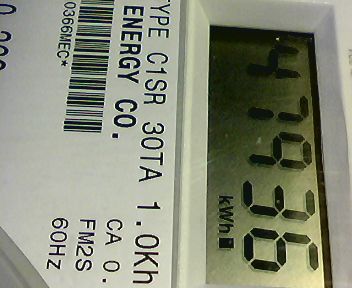 47936
kWh
TYPE C1SR 30TA 1.0Kh
ENERGY CO.
CA 0.
FM2S
60HZ
0366MEC*